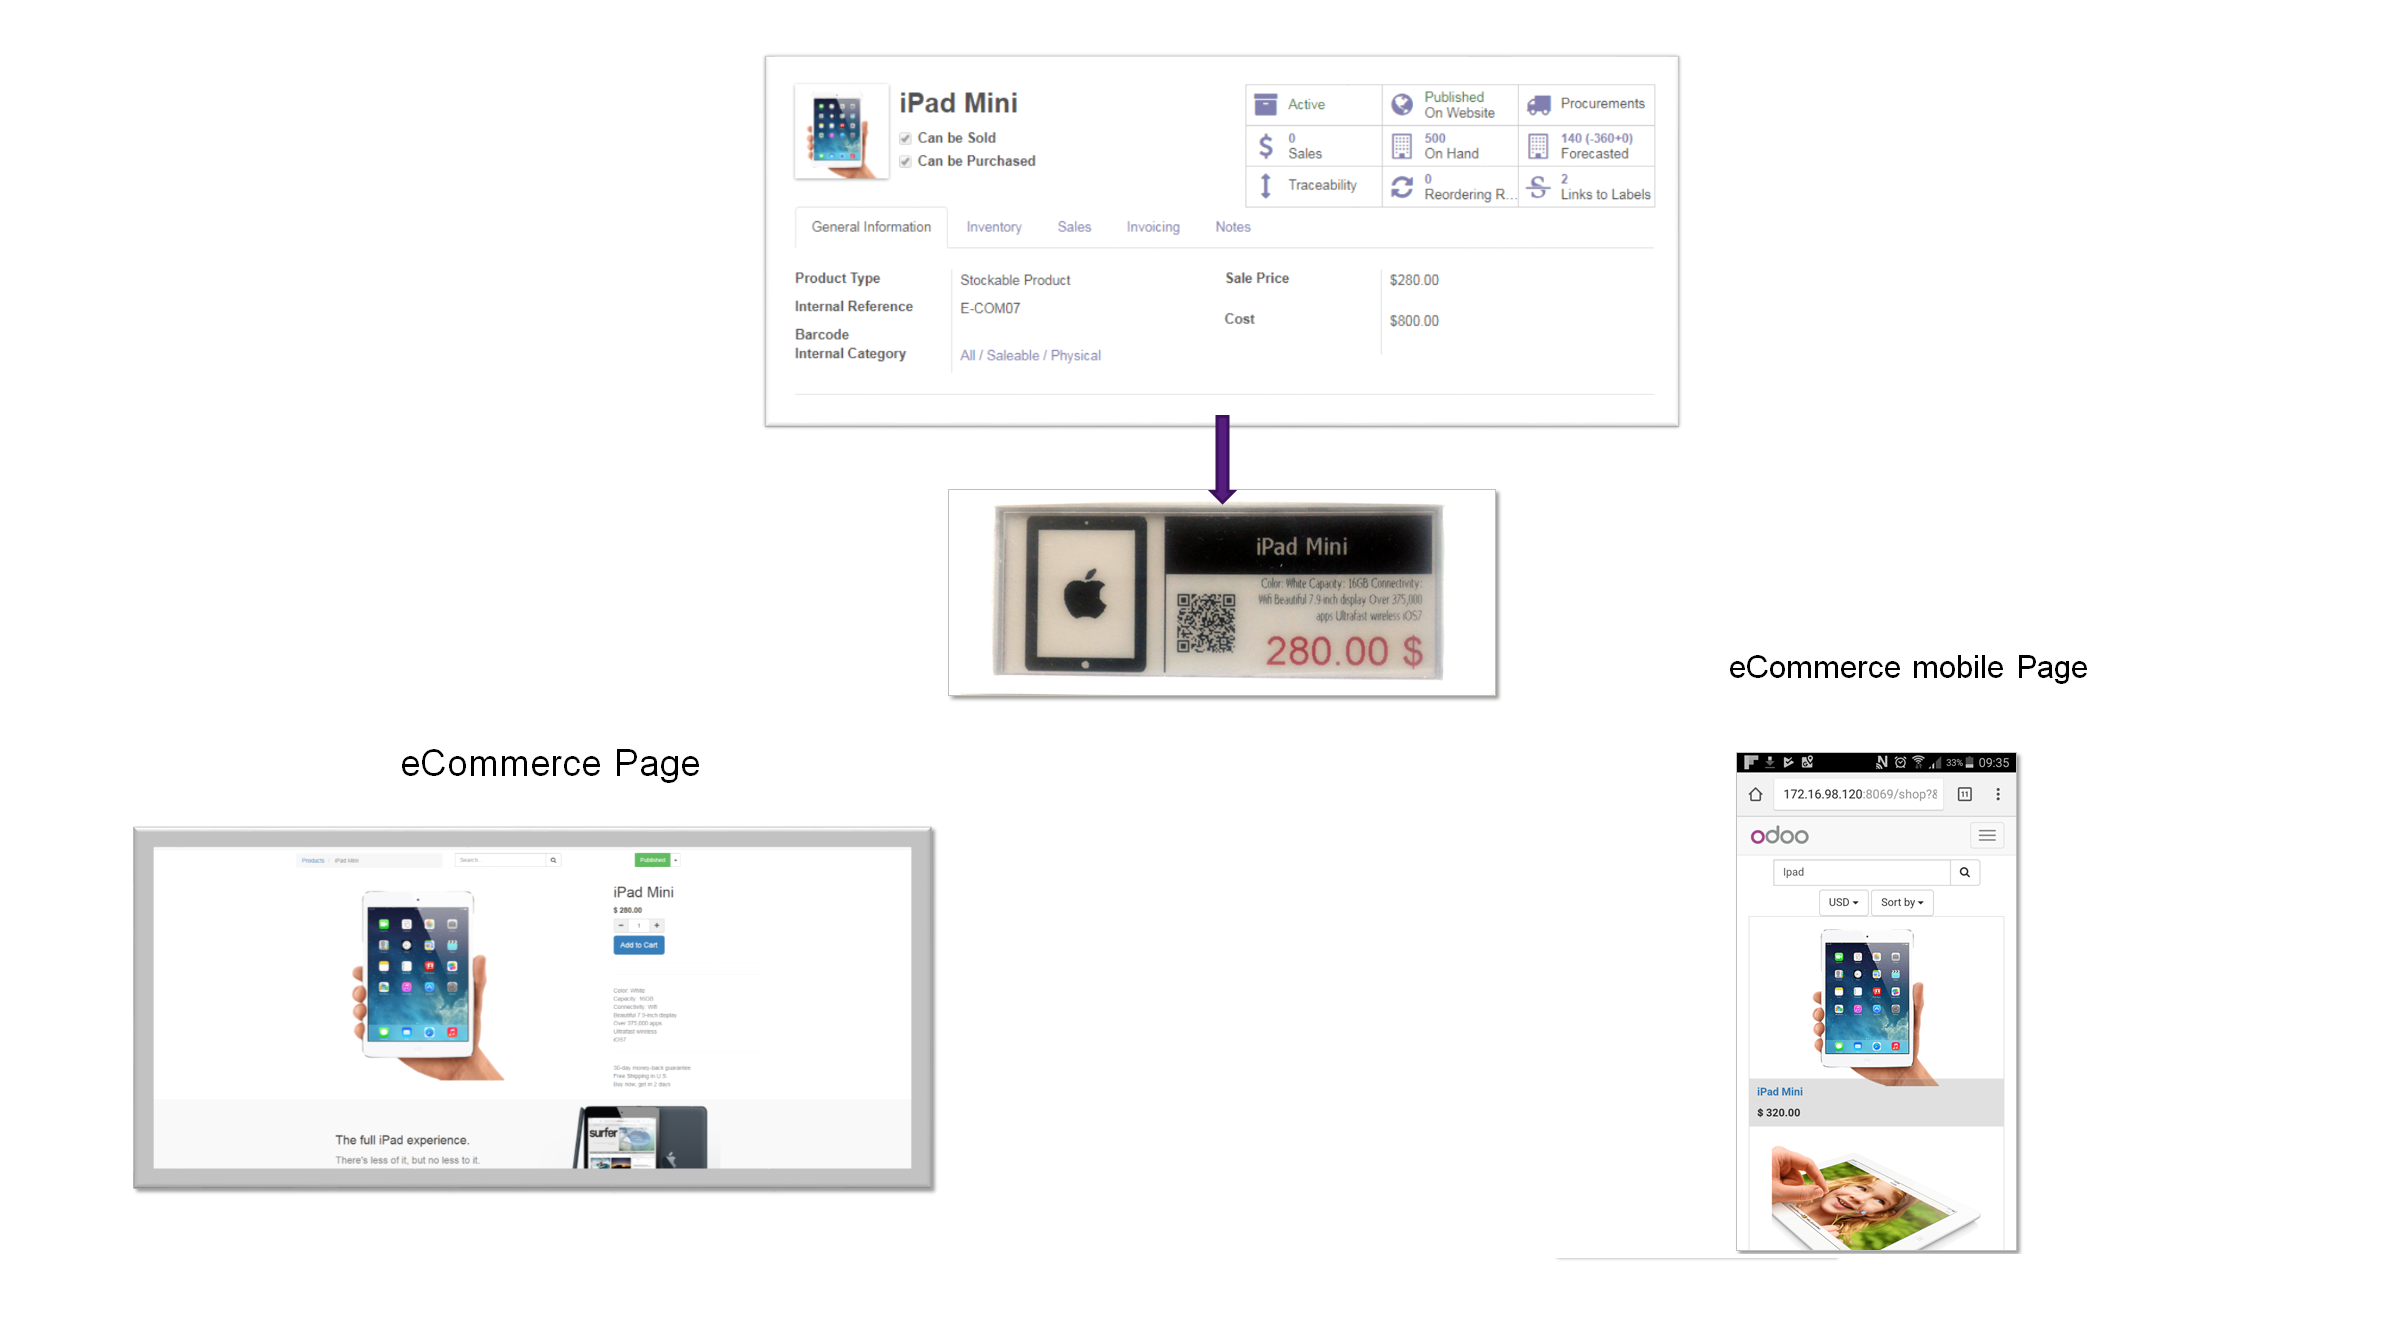 iPad Mini
Can be Sold
Can be Purchased
Active
Published
On Website
Procurements
0
Sales
500
On Hand
140 (-360+0)
Forecasted
Traceability
0
Reordering R...
2
Links to Labels
General Information
Inventory
Sales
Invoicing
Notes
Product Type
Stockable Product
Internal Reference
E-COM07
Barcode
Internal Category
All / Saleable / Physical
Sale Price
$280.00
Cost
$800.00
iPad Mini
Color: White Capacity: 16GB Connectivity:
Wifi Beautiful 7.9-inch display Over 375,000
apps Ultrafast wireless iOS7
280.00 $
eCommerce Page
Products / iPad Mini
Search...
Published
iPad Mini
$ 280.00
1
Add to Cart
Color: White
Capacity: 16GB
Connectivity: Wifi
Beautiful 7.9-inch display
Over 375,000 apps
Ultrafast wireless
iOS7
30-day money-back guarantee
Free Shipping in U.S.
Buy now, get in 2 days
The full iPad experience.
There's less of it, but no less to it.
surfer
eCommerce mobile Page
33%
09:35
172.16.98.120:8069/shop?&
11
odoo
Ipad
USD
Sort by
iPad Mini
$ 320.00